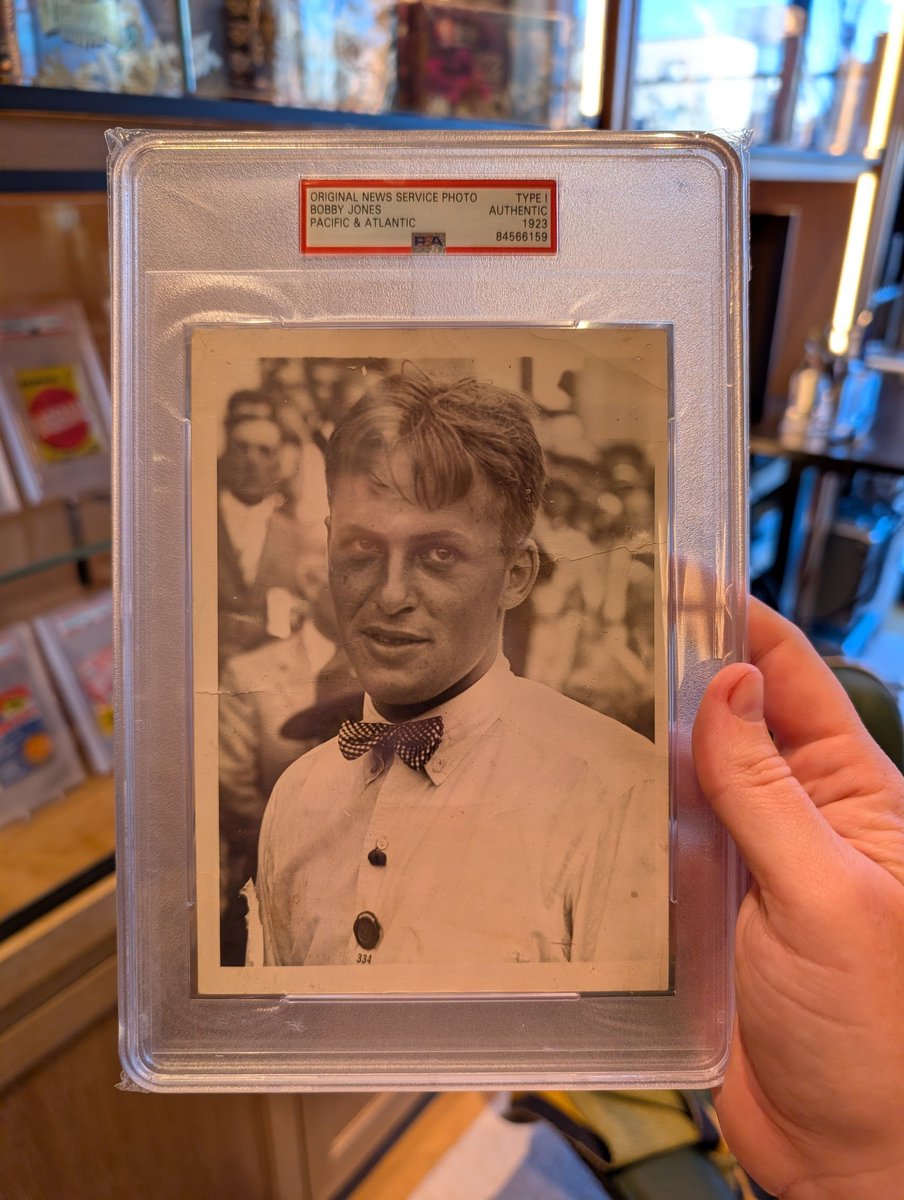 ORIGINAL NEWS SERVICE PHOTO TYPE I
BOBBY JONES AUTHENTIC
PACIFIC & ATLANTIC 1923
PSA 84566159
334